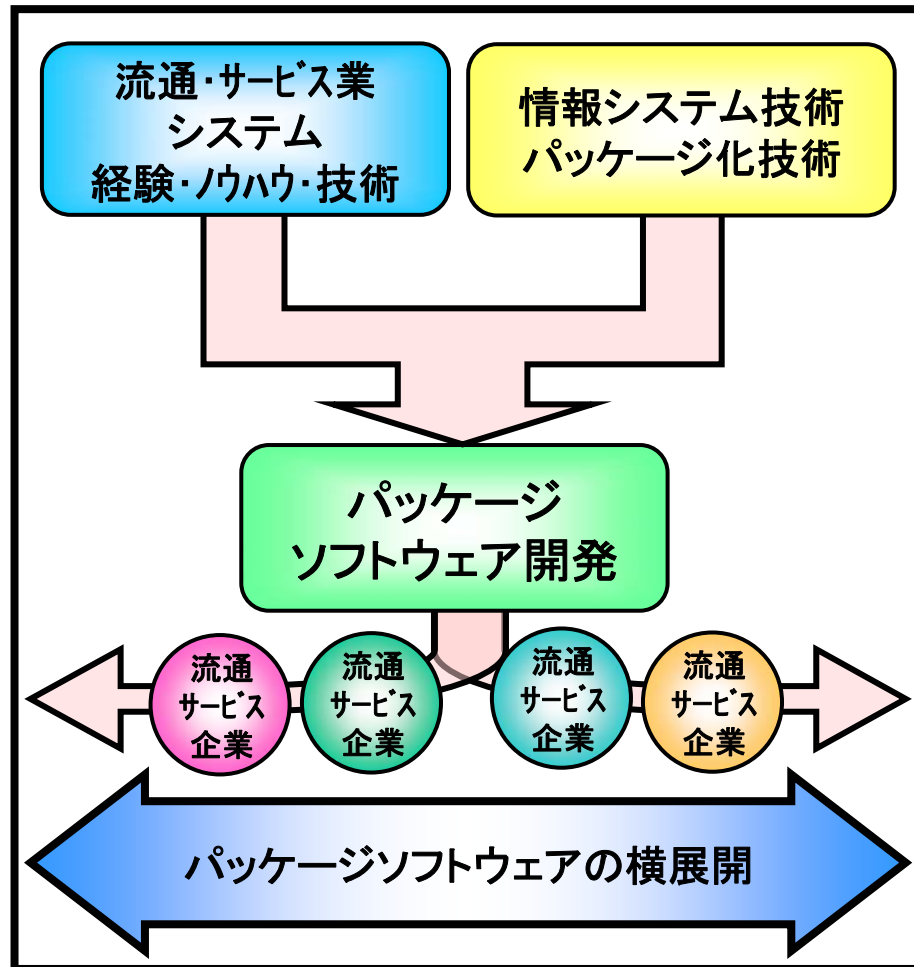 流通・サービス業
システム
経験・ノウハウ・技術
情報システム技術
パッケージ化技術
パッケージ
ソフトウェア開発
流通
サービス
企業
流通
サービス
企業
流通
サービス
企業
流通
サービス
企業
パッケージソフトウェアの横展開